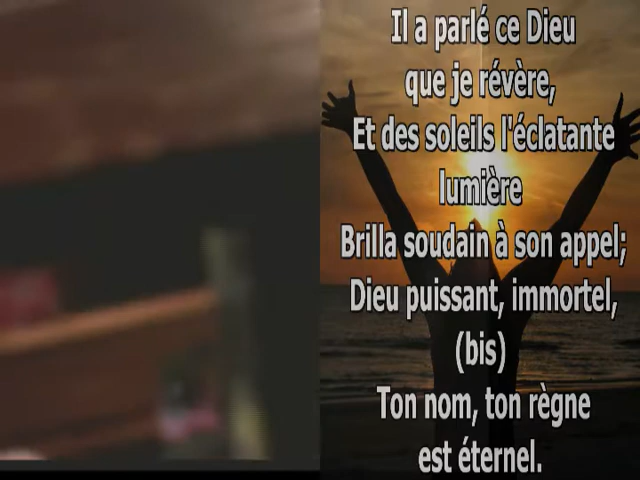 Il a parlé ce Dieu
que je révère,
Et des soleils l'éclatante
lumière
Brilla soudain à son appel;
Dieu puissant, immortel,
(bis)
Ton nom, ton règne
est éternel.